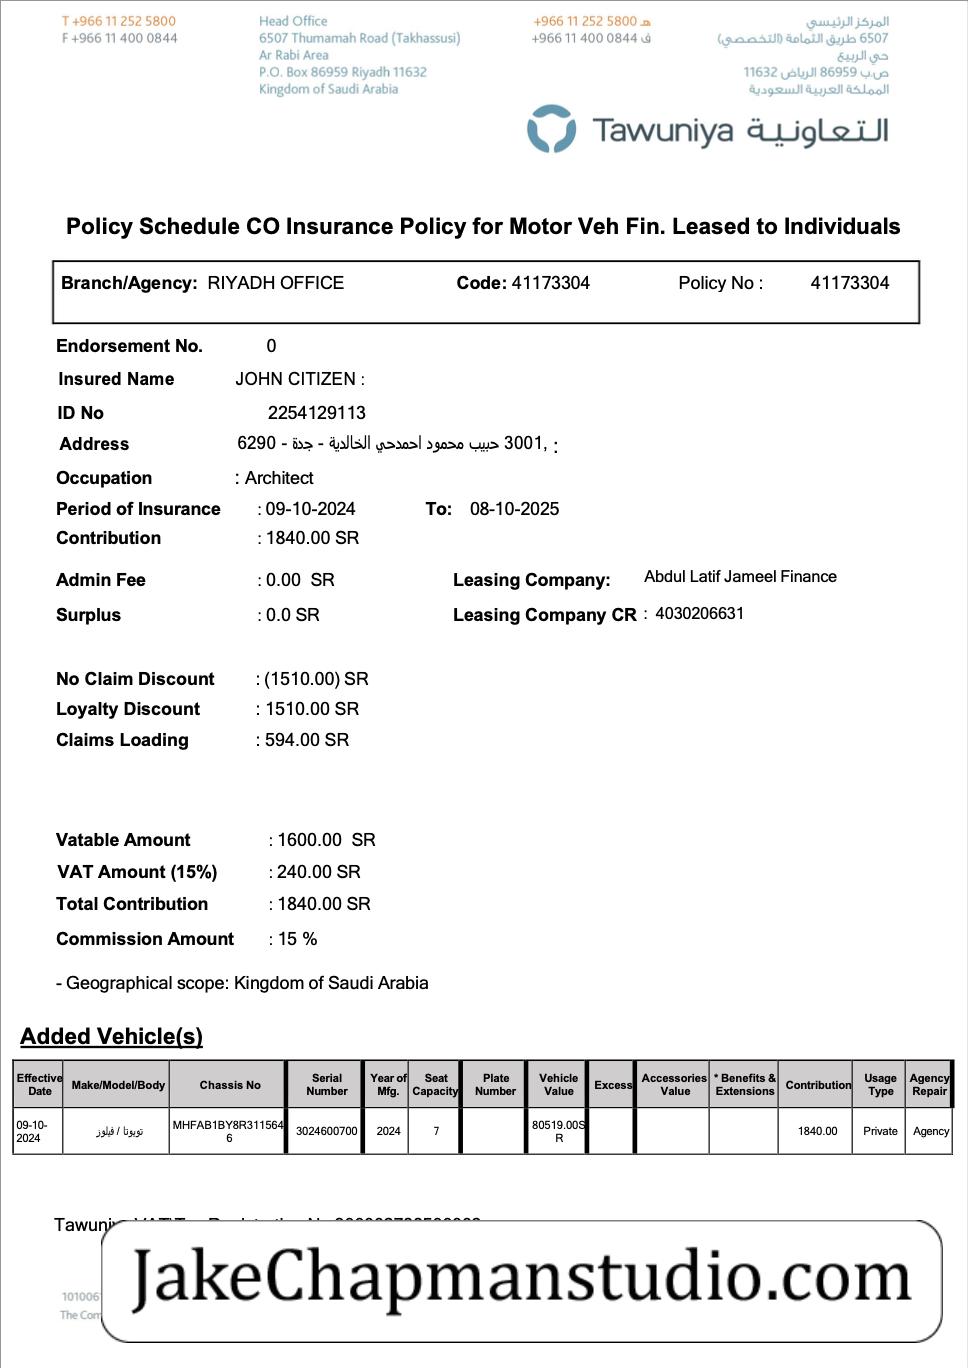 T +966 11 252 5800
F +966 11 400 0844
Head Office
6507 Thumamah Road (Takhassusi)
Ar Rabi Area
P.O. Box 86959 Riyadh 11632
Kingdom of Saudi Arabia
هـ 5800 252 11 966+
ف 0844 400 11 966+
المركز الرئيسي
6507 طريق الثمامة (التخصصي)
حي الربيع
ص.ب 86959 الرياض 11632
المملكة العربية السعودية
Tawuniya التعاونية
Policy Schedule CO Insurance Policy for Motor Veh Fin. Leased to Individuals
Branch/Agency: RIYADH OFFICE Code: 41173304 Policy No : 41173304
Endorsement No. 0
Insured Name JOHN CITIZEN :
ID No 2254129113
Address 6290 - حبيب محمود احمدحي الخالدية - جدة 3001, :
Occupation : Architect
Period of Insurance : 09-10-2024 To: 08-10-2025
Contribution : 1840.00 SR
Admin Fee : 0.00 SR Leasing Company: Abdul Latif Jameel Finance
Surplus : 0.0 SR Leasing Company CR : 4030206631
No Claim Discount : (1510.00) SR
Loyalty Discount : 1510.00 SR
Claims Loading : 594.00 SR
Vatable Amount : 1600.00 SR
VAT Amount (15%) : 240.00 SR
Total Contribution : 1840.00 SR
Commission Amount : 15 %
- Geographical scope: Kingdom of Saudi Arabia
Added Vehicle(s)
Effective Date Make/Model/Body Chassis No Serial Number Year of Mfg. Seat Capacity Plate Number Vehicle Value Excess Accessories Value * Benefits & Extensions Contribution Usage Type Agency Repair
09-10-2024 تويوتا / فيلوز MHFAB1BY8R3115646 3024600700 2024 7 80519.00SR 1840.00 Private Agency
JakeChapmanstudio.com
The